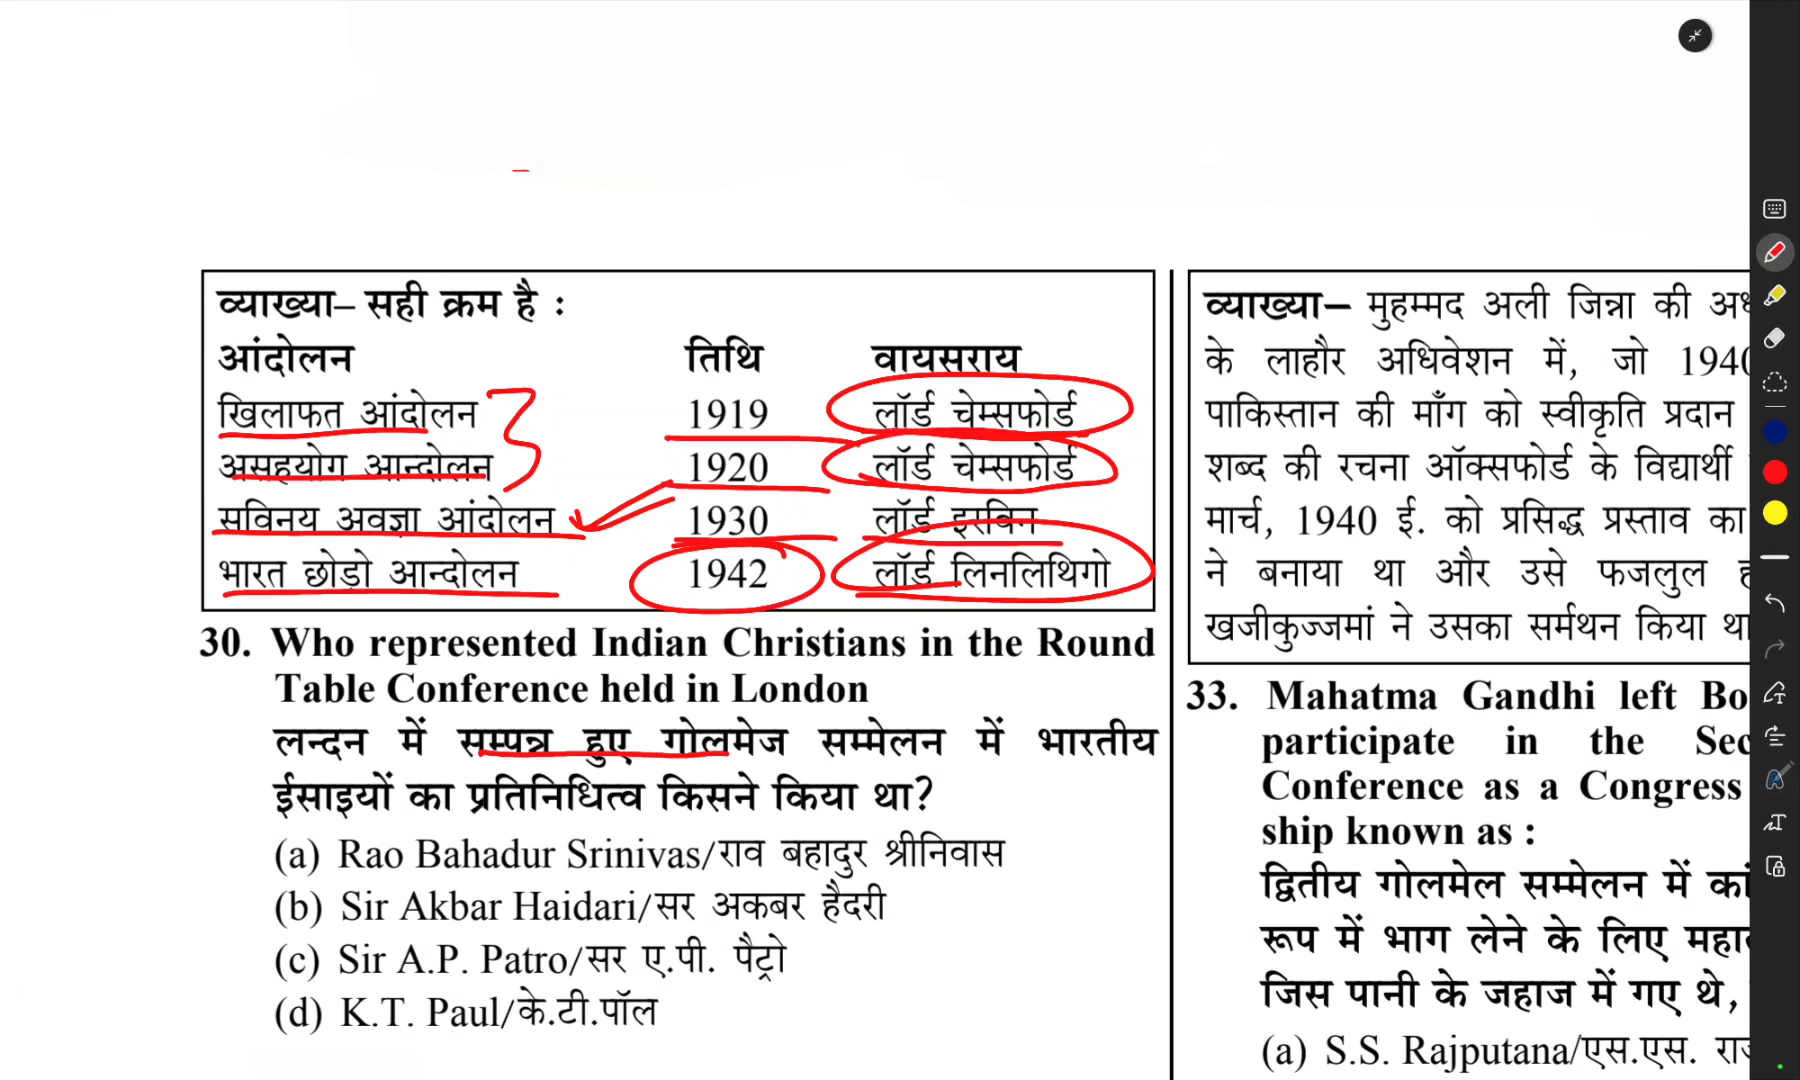 व्याख्या– सही क्रम है :
आंदोलन तिथि वायसराय
खिलाफत आंदोलन 1919 लॉर्ड चेम्सफोर्ड
असहयोग आन्दोलन 1920 लॉर्ड चेम्सफोर्ड
सविनय अवज्ञा आंदोलन 1930 लॉर्ड इरविन
भारत छोडो आन्दोलन 1942 लॉर्ड लिनलिथिगो
30. Who represented Indian Christians in the Round
Table Conference held in London
लन्दन में सम्पन्न हुए गोलमेज सम्मेलन में भारतीय
ईसाइयों का प्रतिनिधित्व किसने किया था?
(a) Rao Bahadur Srinivas/राव बहादुर श्रीनिवास
(b) Sir Akbar Haidari/सर अकबर हैदरी
(c) Sir A.P. Patro/सर ए.पी. पैट्रो
(d) K.T. Paul/के.टी.पॉल
व्याख्या– मुहम्मद अली जिन्ना की
के लाहौर अधिवेशन में, जो 1940
पाकिस्तान की माँग को स्वीकृति प्रदान
शब्द की रचना ऑक्सफोर्ड के विद्यार्थी
मार्च, 1940 ई. को प्रसिद्ध प्रस्ताव का
ने बनाया था और उसे फजलुल
खजीकुज्जमां ने उसका सर्मथन किया था
33. Mahatma Gandhi left
participate in the
Conference as a Congress
ship known as :
द्वितीय गोलमेल सम्मेलन में
रूप में भाग लेने के लिए
जिस पानी के जहाज में गए थे,
(a) S.S. Rajputana/एस.एस.